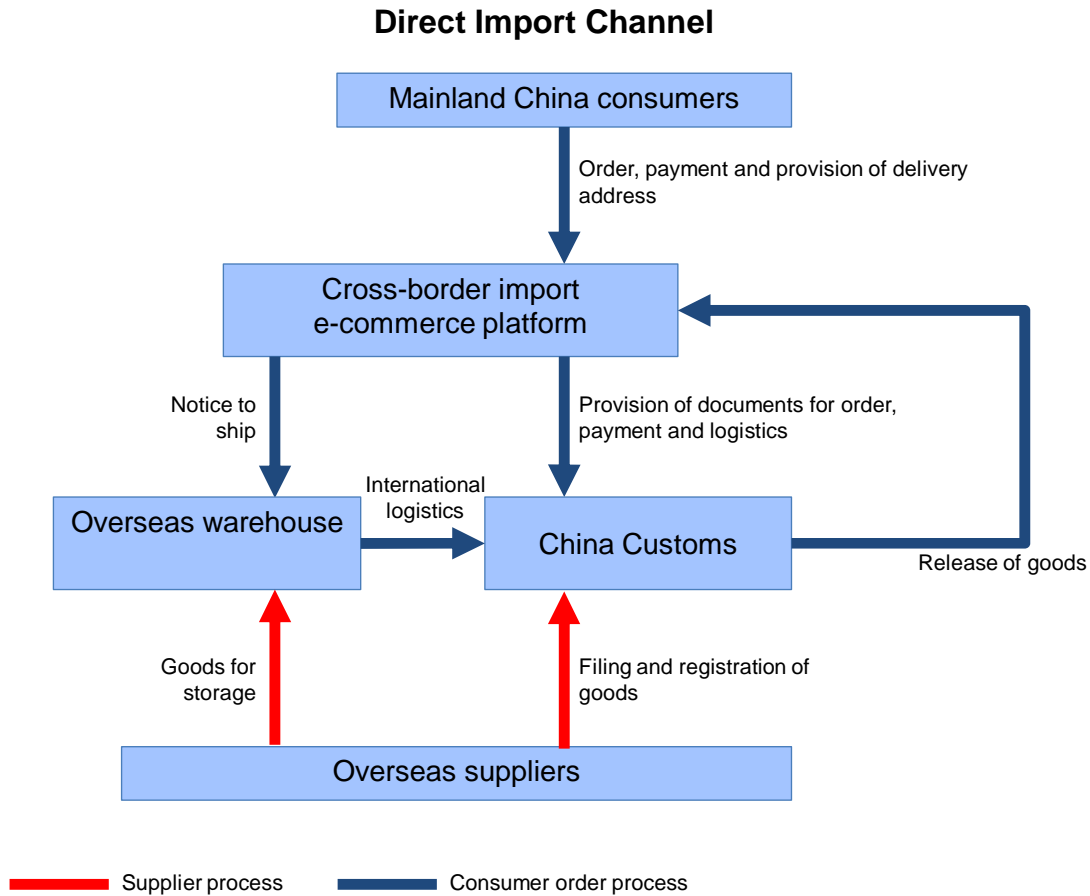 Direct Import Channel
Mainland China consumers
Order, payment and provision of delivery
address
Cross-border import
e-commerce platform
Notice to
ship
Provision of documents for order,
payment and logistics
International
logistics
Overseas warehouse
China Customs
Release of goods
Goods for
storage
Filing and registration of
goods
Overseas suppliers
Supplier process
Consumer order process